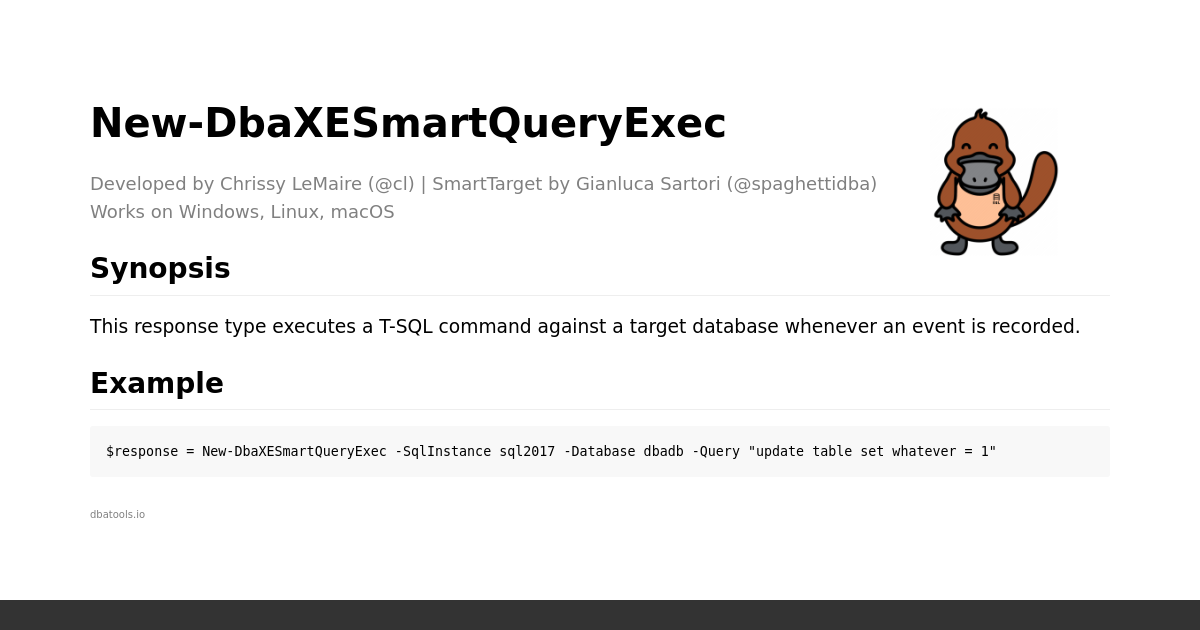 New-DbaXESmartQueryExec
Developed by Chrissy LeMaire (@cl) | SmartTarget by Gianluca Sartori (@spaghettidba)
Works on Windows, Linux, macOS
Synopsis
This response type executes a T-SQL command against a target database whenever an event is recorded.
Example
$response = New-DbaXESmartQueryExec -SqlInstance sql2017 -Database dbadb -Query "update table set whatever = 1"
dbatools.io